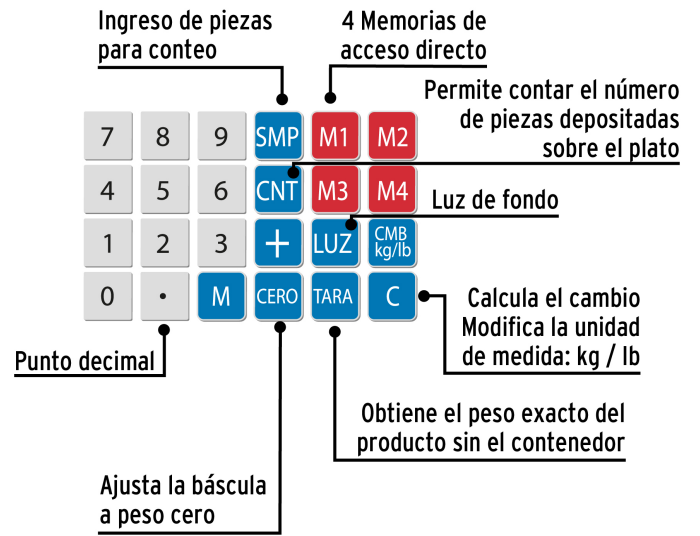 Ingreso de piezas
para conteo
4 Memorias de
acceso directo
Permite contar el número
de piezas depositadas
sobre el plato
7 8 9 SMP M1 M2
4 5 6 CNT M3 M4
Luz de fondo
1 2 3 + LUZ CMB
kg/lb
0 . M CERO TARA C
Calcula el cambio
Modifica la unidad
de medida: kg / lb
Punto decimal
Obtiene el peso exacto del
producto sin el contenedor
Ajusta la báscula
a peso cero